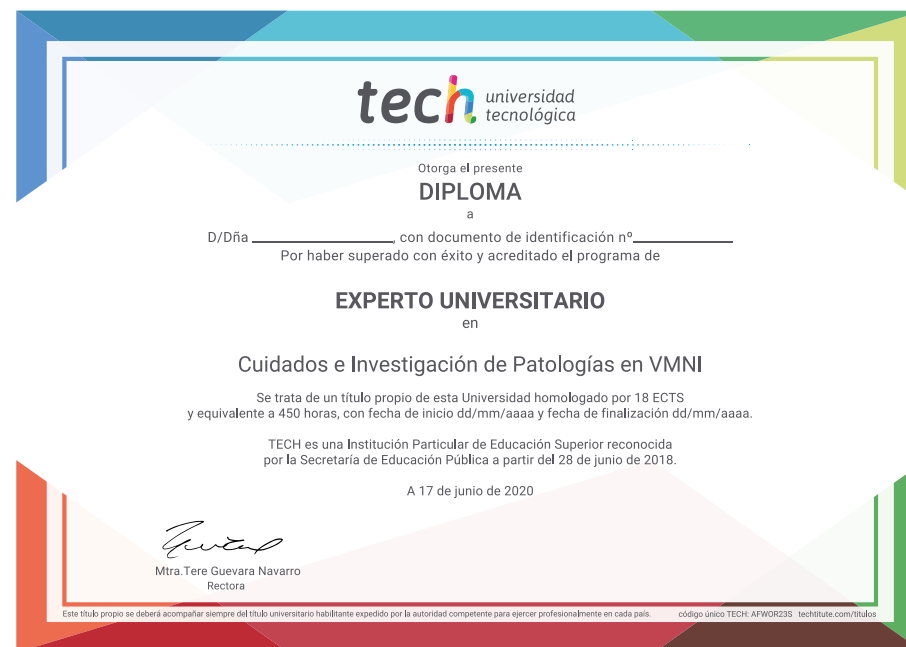 tech universidad
tecnológica
Otorga el presente
DIPLOMA
a
D/Dña ____________________, con documento de identificación nº______________
Por haber superado con éxito y acreditado el programa de
EXPERTO UNIVERSITARIO
en
Cuidados e Investigación de Patologías en VMNI
Se trata de un título propio de esta Universidad homologado por 18 ECTS
y equivalente a 450 horas, con fecha de inicio dd/mm/aaaa y fecha de finalización dd/mm/aaaa.
TECH es una Institución Particular de Educación Superior reconocida
por la Secretaría de Educación Pública a partir del 28 de junio de 2018.
A 17 de junio de 2020
Mtra.Tere Guevara Navarro
Rectora
Este título propio se deberá acompañar siempre del título universitario habilitante expedido por la autoridad competente para ejercer profesionalmente en cada país. código único TECH: AFWOR23S techtitute.com/titulos